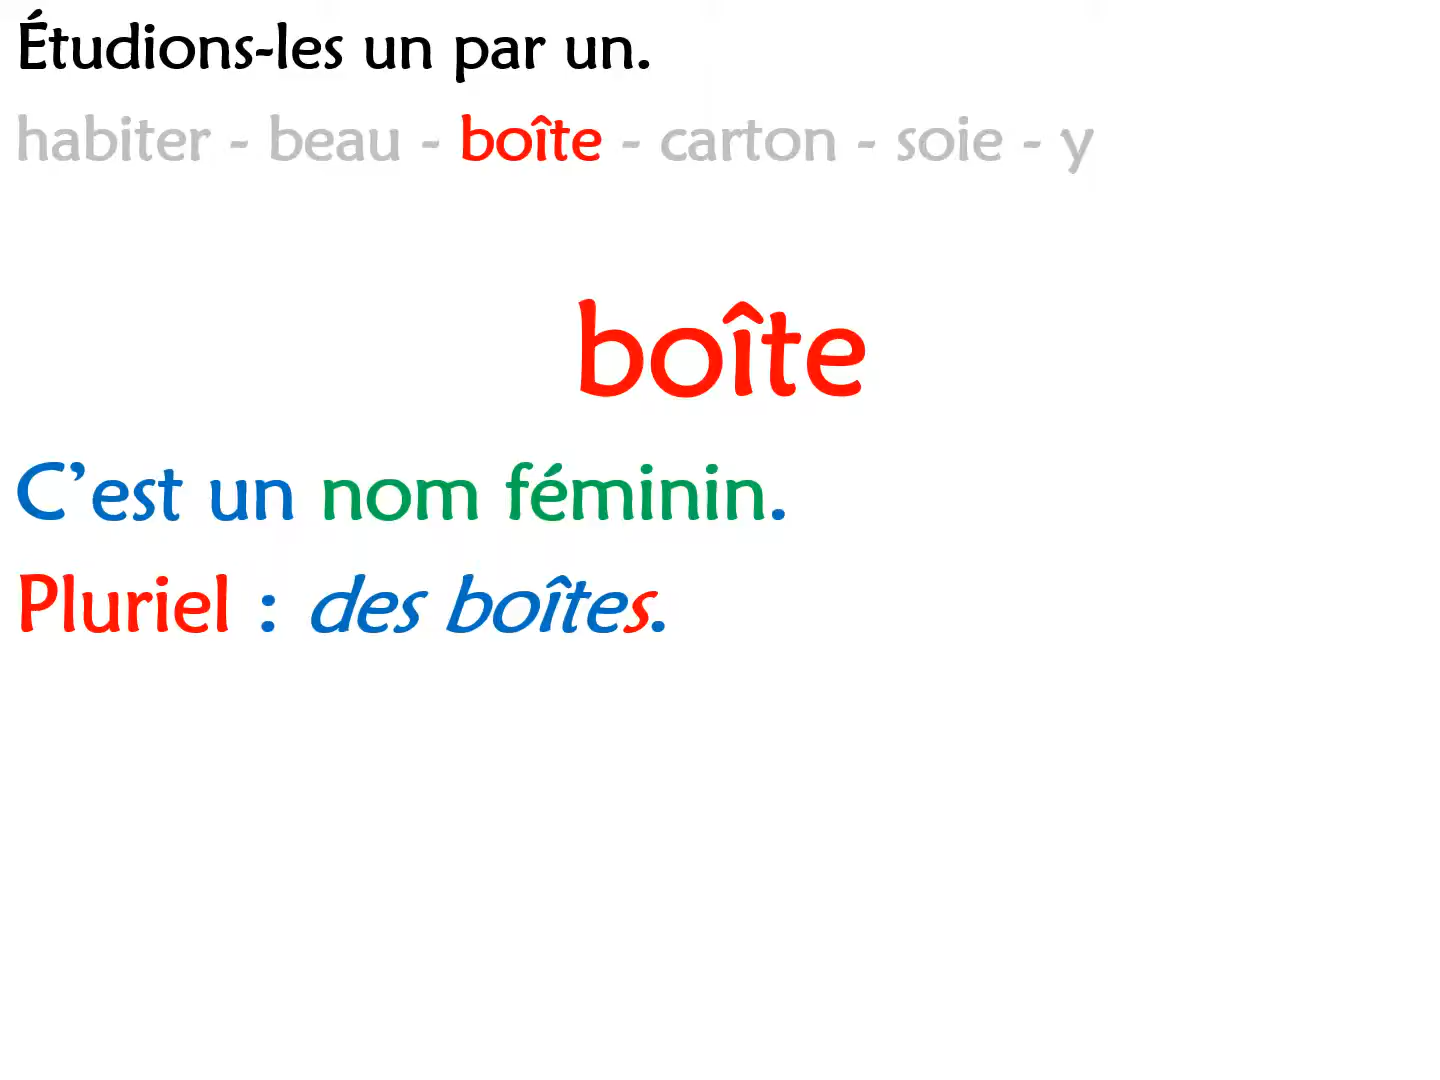 Étudions-les un par un.
habiter - beau - boîte - carton - soie - y
boîte
C’est un nom féminin.
Pluriel : des boîtes.